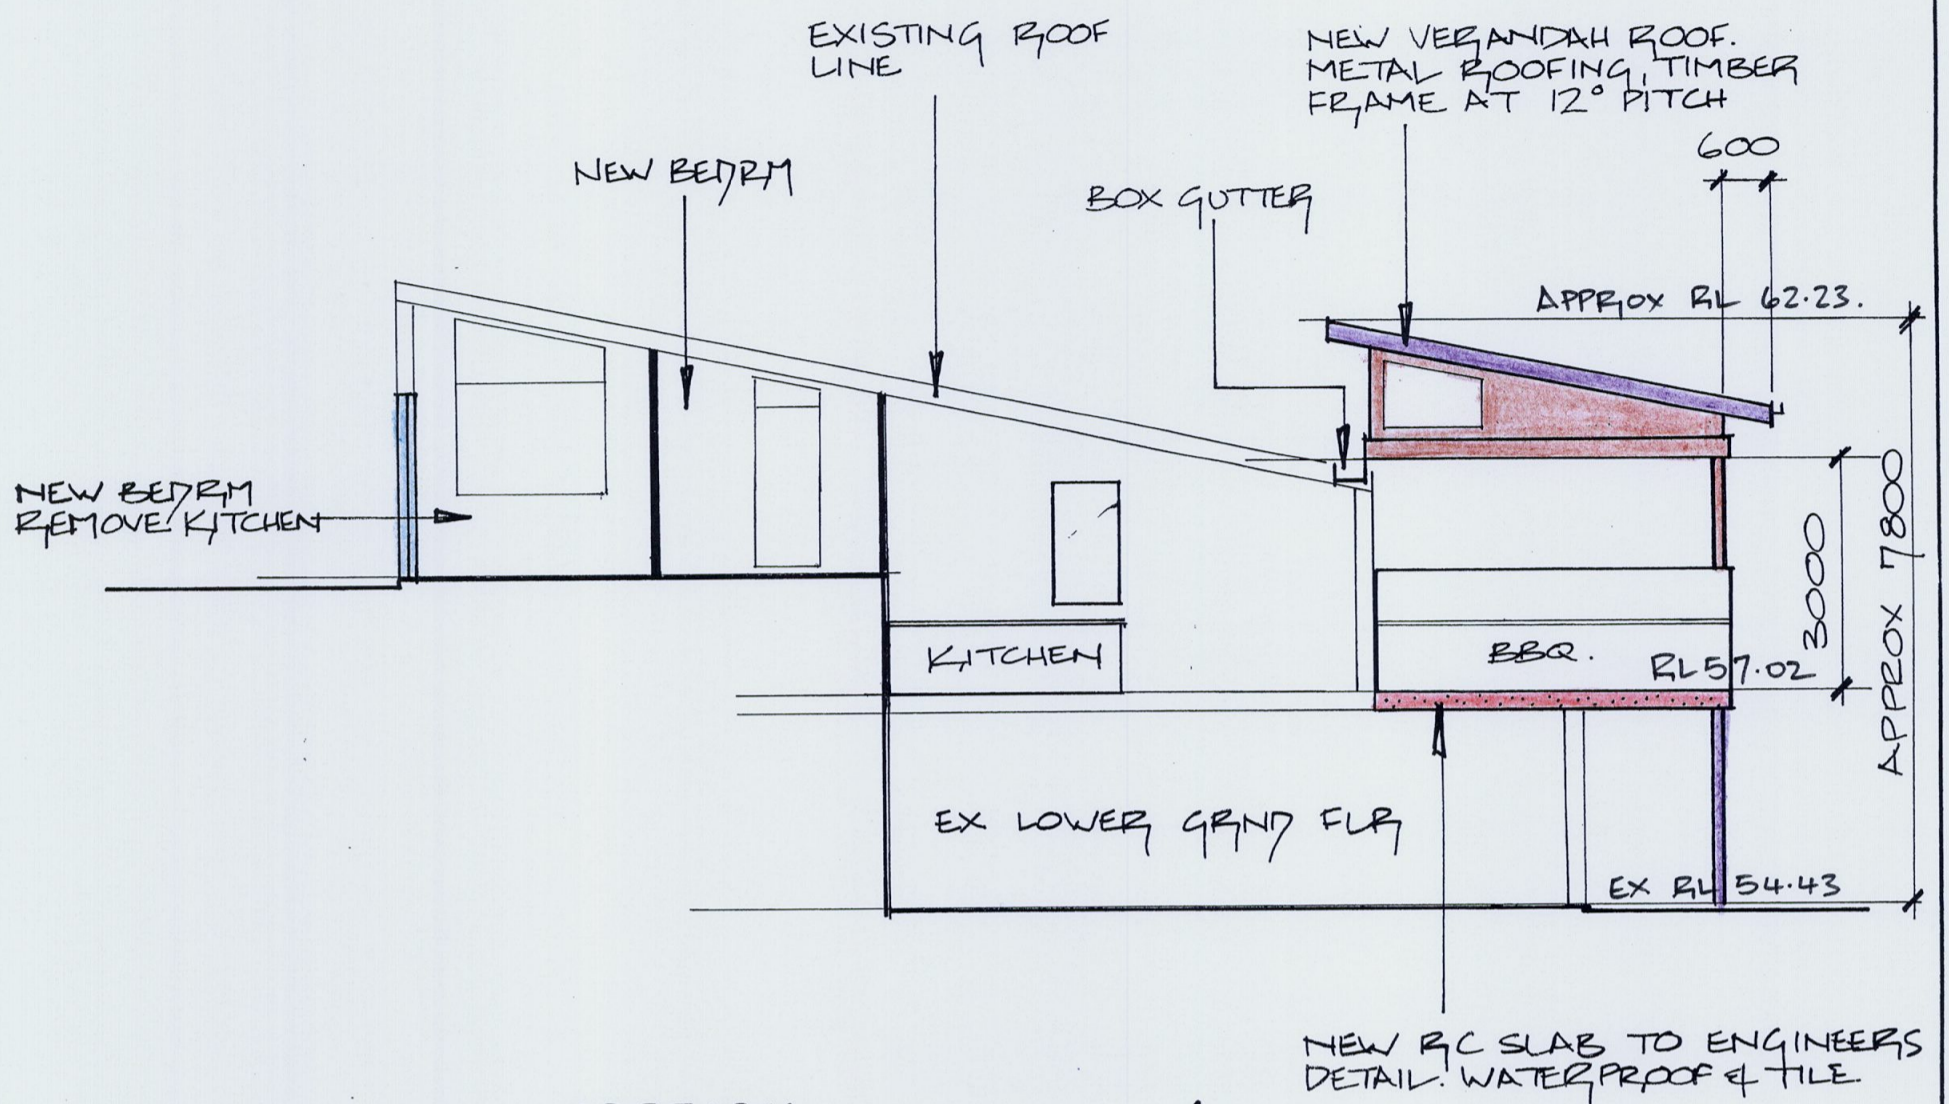 EXISTING ROOF
LINE
NEW VERANDAH ROOF.
METAL ROOFING, TIMBER
FRAME AT 12° PITCH
600
NEW BEDRM
BOX GUTTER
APPROX RL 62.23.
NEW BEDRM
REMOVE KITCHEN
3000
APPROX 7800
KITCHEN
BBQ.
RL57.02
EX LOWER GRND FLR
EX RL 54.43
NEW RC SLAB TO ENGINEERS
DETAIL. WATERPROOF & TILE.